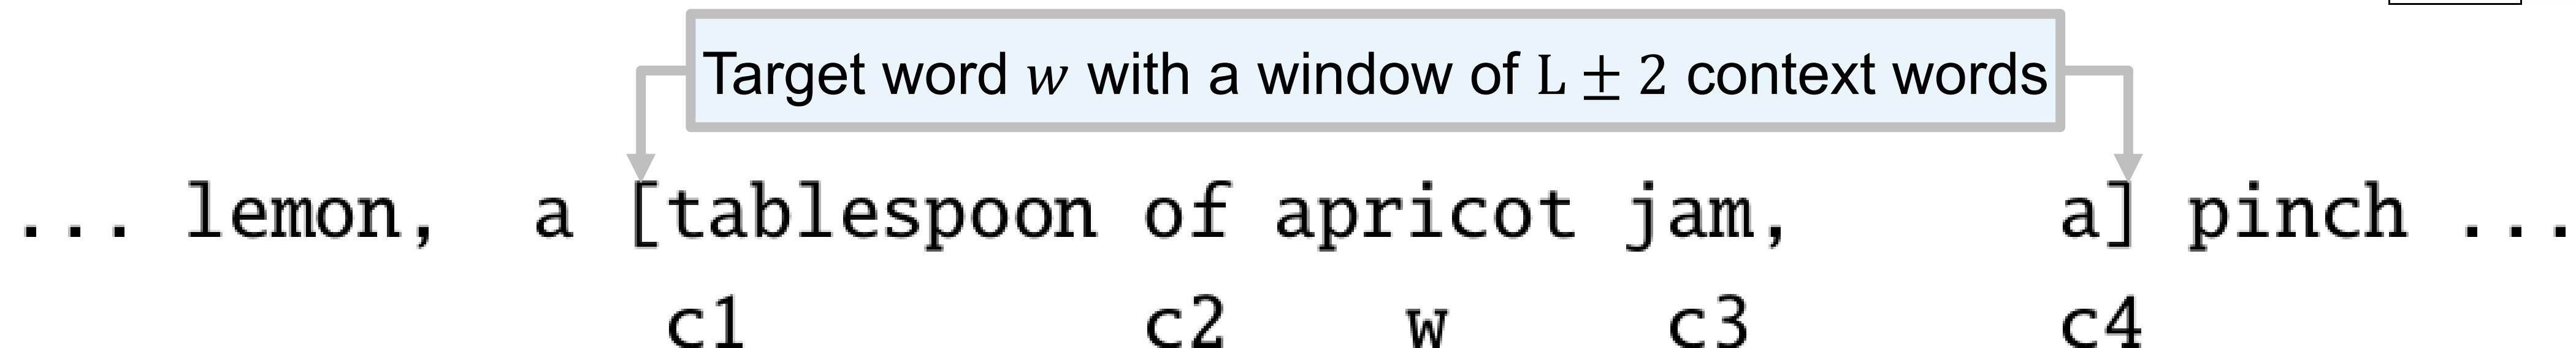 Target word w with a window of L ± 2 context words
... lemon, a [tablespoon of apricot jam, a] pinch ...
c1 c2 w c3 c4